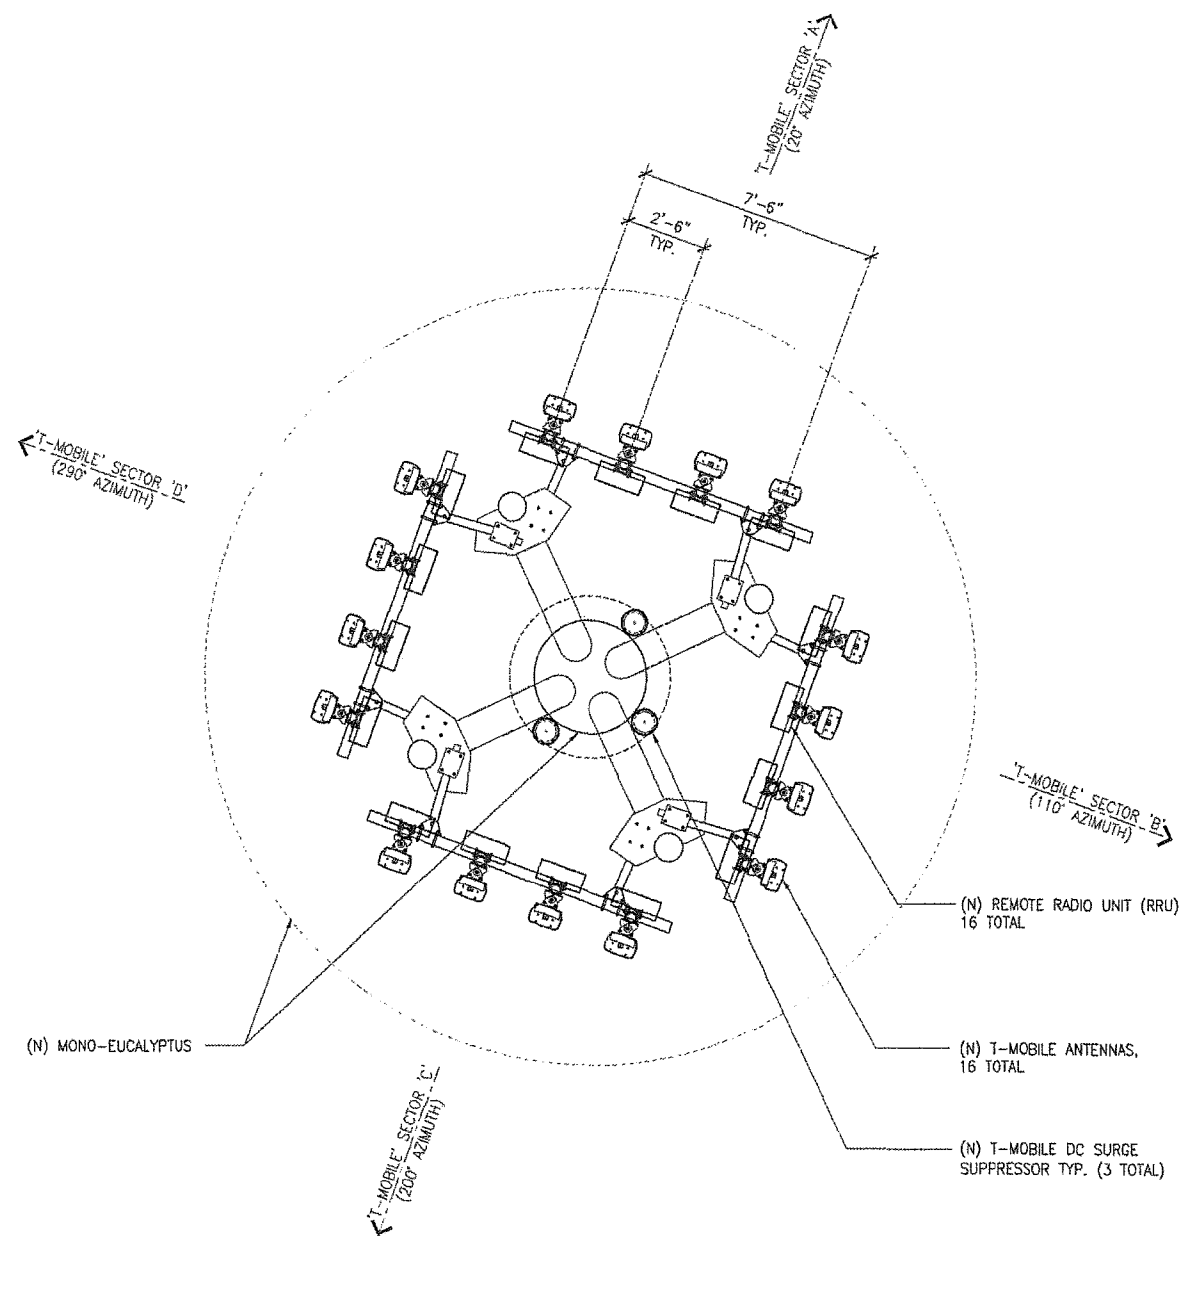 'T-MOBILE' SECTOR 'A'
(20° AZIMUTH)
7'-6"
TYP.
2'-6"
TYP.
'T-MOBILE' SECTOR 'D'
(290° AZIMUTH)
'T-MOBILE' SECTOR 'B'
(110° AZIMUTH)
(N) REMOTE RADIO UNIT (RRU)
16 TOTAL
(N) MONO-EUCALYPTUS
(N) T-MOBILE ANTENNAS,
16 TOTAL
'T-MOBILE' SECTOR 'C'
(200° AZIMUTH)
(N) T-MOBILE DC SURGE
SUPPRESSOR TYP. (3 TOTAL)